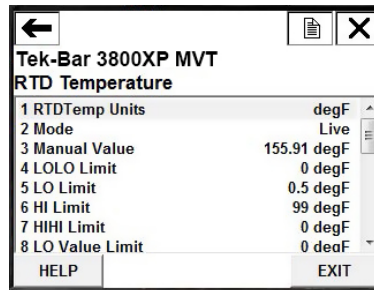 Tek-Bar 3800XP MVT
RTD Temperature
1 RTDTemp Units degF
2 Mode Live
3 Manual Value 155.91 degF
4 LOLO Limit 0 degF
5 LO Limit 0.5 degF
6 HI Limit 99 degF
7 HIHI Limit 0 degF
8 LO Value Limit 0 degF
HELP EXIT